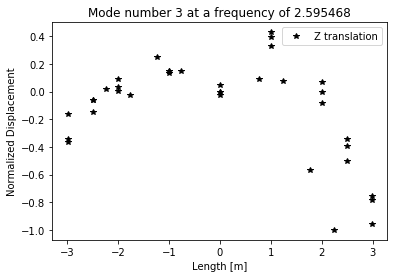 Mode number 3 at a frequency of 2.595468
Z translation
0.4
0.2
0.0
−0.2
−0.4
−0.6
−0.8
−1.0
Normalized Displacement
−3 −2 −1 0 1 2 3
Length [m]